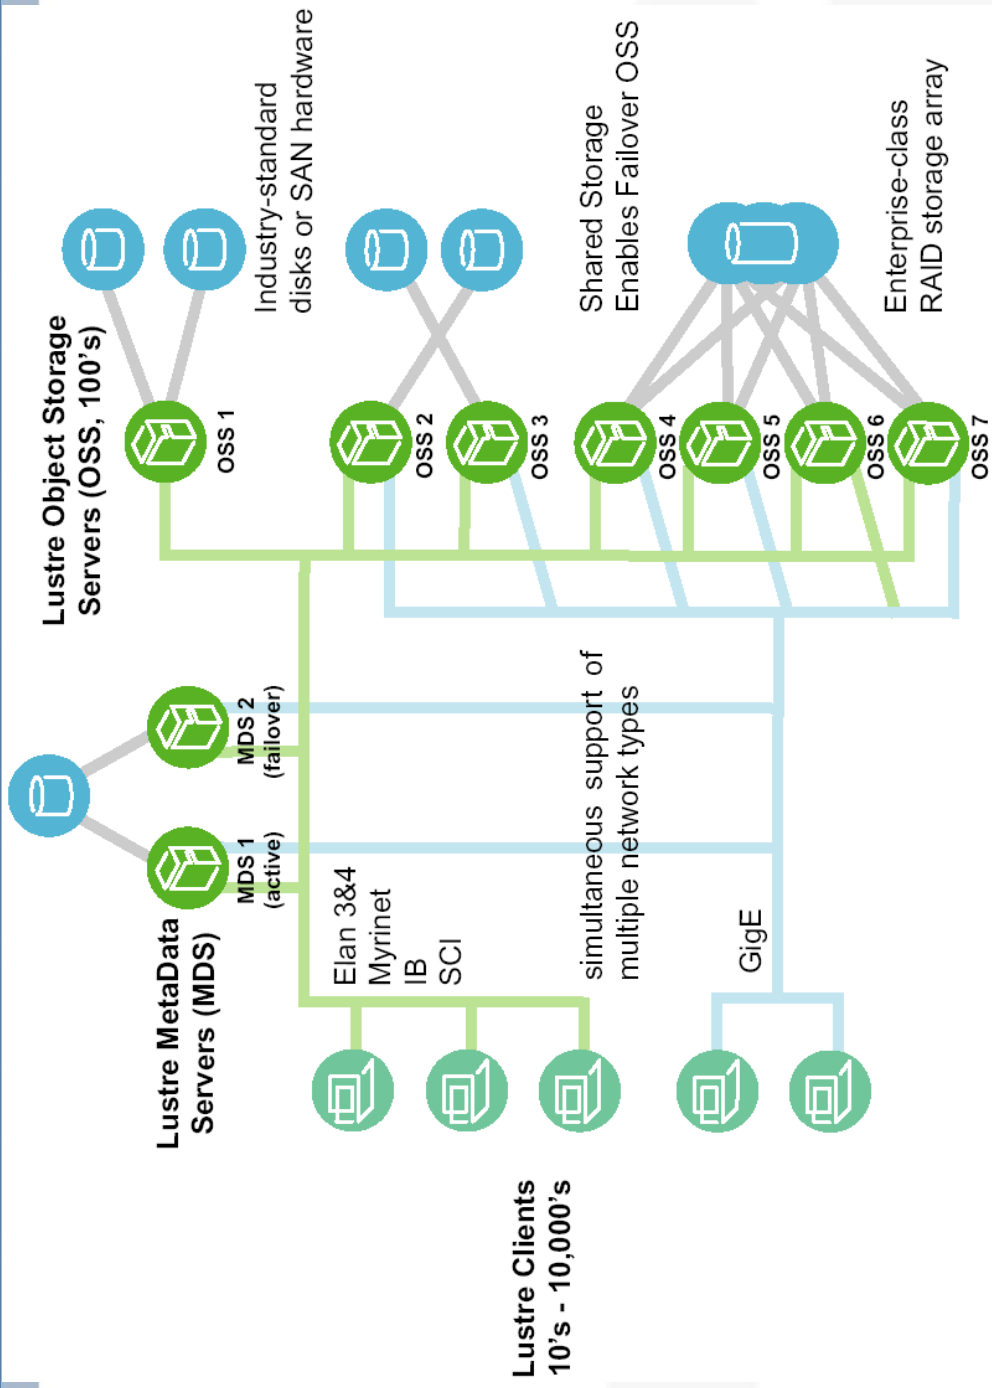 Lustre MetaData
Servers (MDS)
MDS 1
(active)
MDS 2
(failover)
Lustre Object Storage
Servers (OSS, 100's)
OSS 1
Industry-standard
disks or SAN hardware
OSS 2
OSS 3
Elan 3&4
Myrinet
IB
SCI
Lustre Clients
10's - 10,000's
simultaneous support of
multiple network types
Shared Storage
Enables Failover OSS
OSS 4
OSS 5
OSS 6
OSS 7
GigE
Enterprise-class
RAID storage array